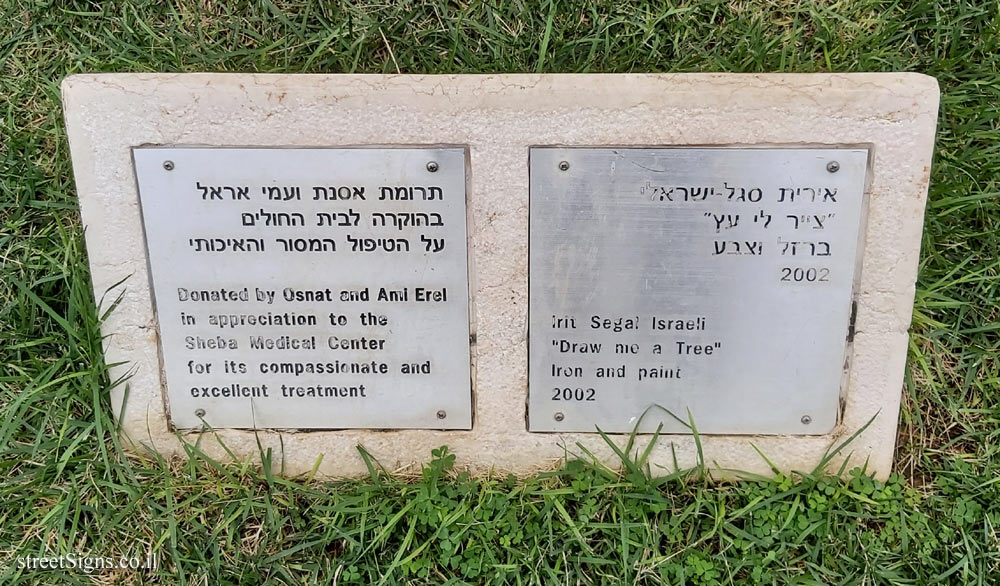 תרומת אסנת ועמי אראל
בהוקרה לבית החולים
על הטיפול המסור והאיכותי
Donated by Osnat and Ami Erel
in appreciation to the
Sheba Medical Center
for its compassionate and
excellent treatment
אירית סגל-ישראלי
"צייר לי עץ"
ברזל וצבע
2002
Irit Segal Israeli
"Draw me a Tree"
Iron and paint
2002
streetSigns.co.il